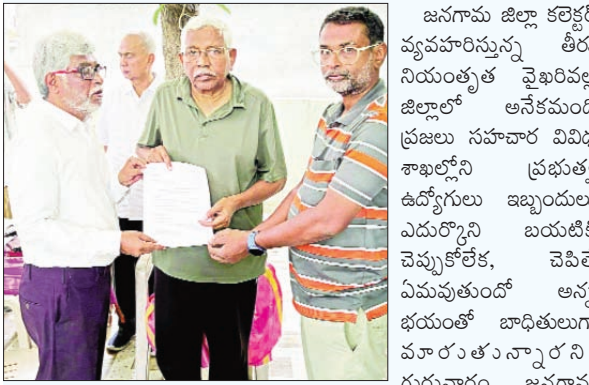 జనగామ జిల్లా కలెక్టర్
వ్యవహరిస్తున్న తీరు
నియంతృత వైఖరివల్ల
జిల్లాలో అనేకమంది
ప్రజలు సహచార వివిధ
శాఖల్లోని ప్రభుత్వ
ఉద్యోగులు ఇబ్బందులు
ఎదుర్కొని బయటికి
చెప్పుకోలేక, చెపితే
ఏమవుతుందో అన్న
భయంతో బాధితులుగా
మారుతున్నారని
గురువారం జనగామ